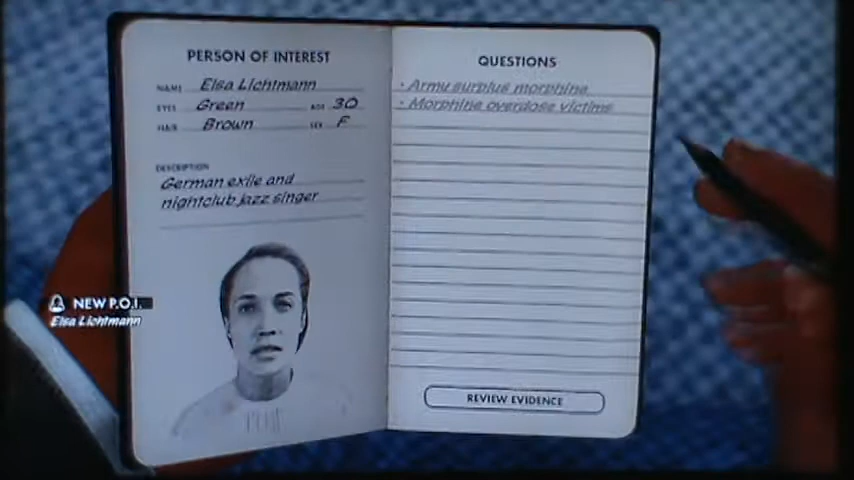 PERSON OF INTEREST
NAME Elsa Lichtmann
EYES Green AGE 30
HAIR Brown SEX F
DESCRIPTION
German exile and
nightclub jazz singer
NEW P.O.I.
Elsa Lichtmann
QUESTIONS
- Army surplus morphine
- Morphine overdose victims
REVIEW EVIDENCE